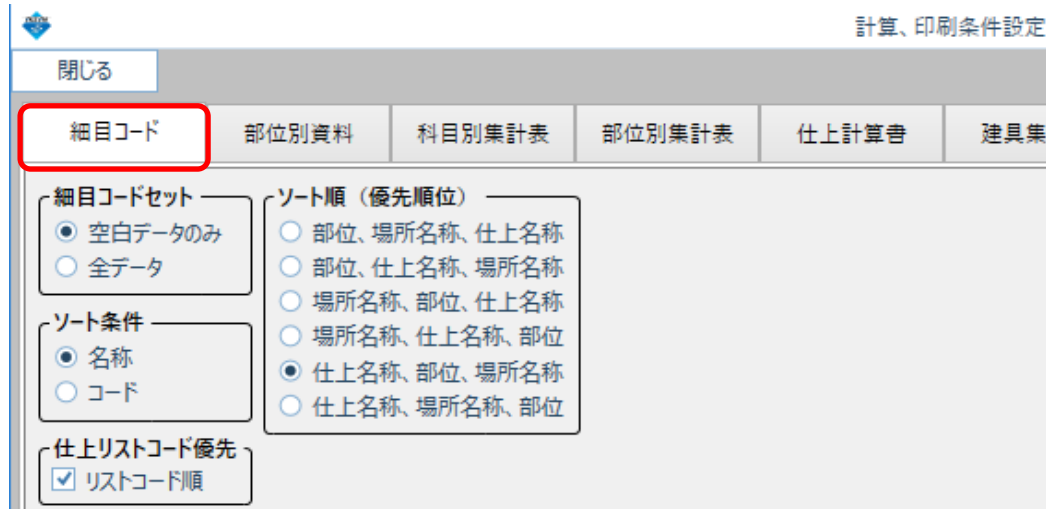 計算、印刷条件設定
閉じる
細目コード 部位別資料 科目別集計表 部位別集計表 仕上計算書 建具集
細目コードセット
空白データのみ
全データ
ソート条件
名称
コード
仕上リストコード優先
リストコード順
ソート順（優先順位）
部位、場所名称、仕上名称
部位、仕上名称、場所名称
場所名称、部位、仕上名称
場所名称、仕上名称、部位
仕上名称、部位、場所名称
仕上名称、場所名称、部位